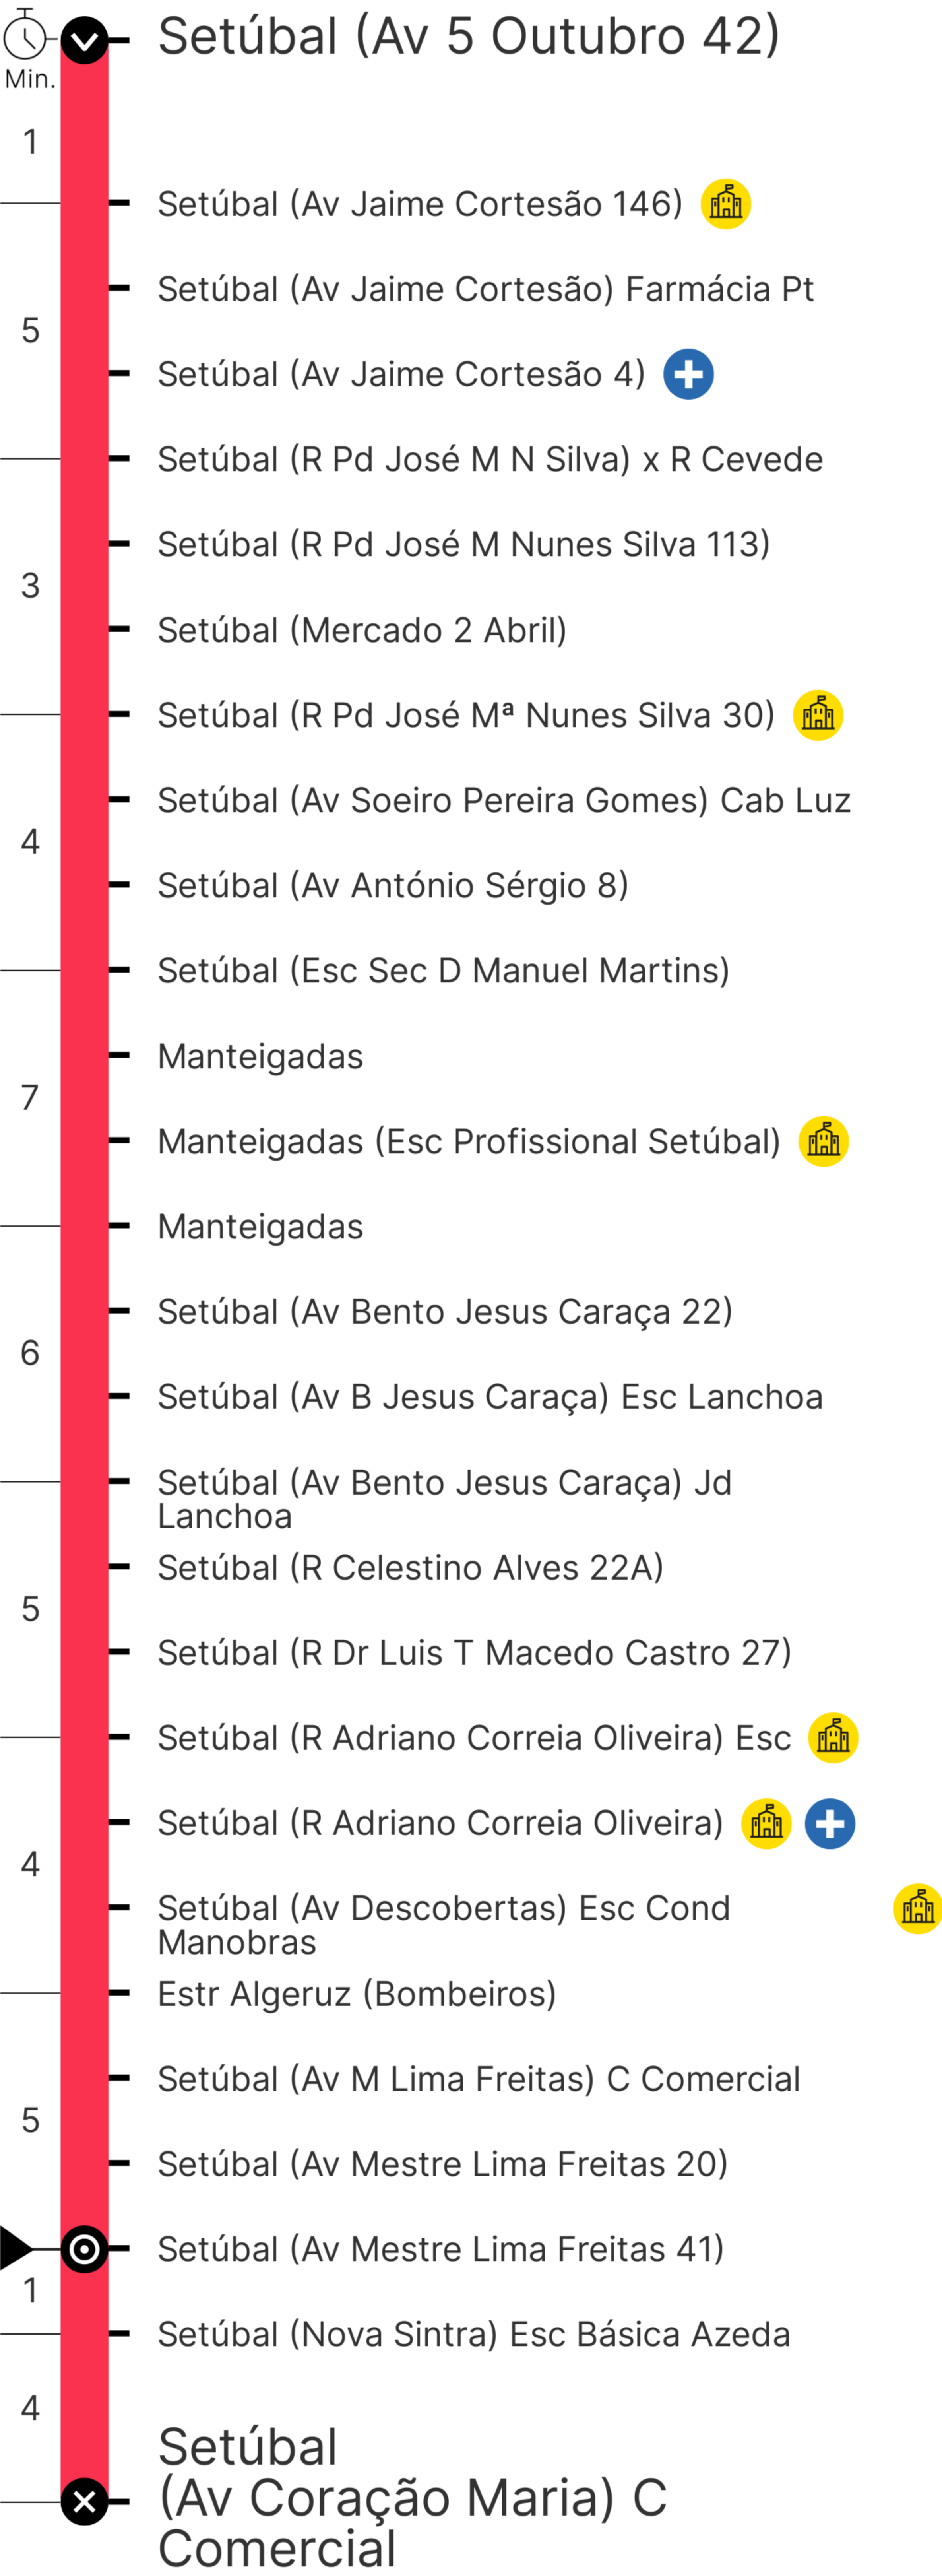 Setúbal (Av 5 Outubro 42)
Min.
1
Setúbal (Av Jaime Cortesão 146)
Setúbal (Av Jaime Cortesão) Farmácia Pt
5
Setúbal (Av Jaime Cortesão 4)
Setúbal (R Pd José M N Silva) x R Cevede
Setúbal (R Pd José M Nunes Silva 113)
3
Setúbal (Mercado 2 Abril)
Setúbal (R Pd José Mª Nunes Silva 30)
Setúbal (Av Soeiro Pereira Gomes) Cab Luz
4
Setúbal (Av António Sérgio 8)
Setúbal (Esc Sec D Manuel Martins)
Manteigadas
7
Manteigadas (Esc Profissional Setúbal)
Manteigadas
Setúbal (Av Bento Jesus Caraça 22)
6
Setúbal (Av B Jesus Caraça) Esc Lanchoa
Setúbal (Av Bento Jesus Caraça) Jd
Lanchoa
Setúbal (R Celestino Alves 22A)
5
Setúbal (R Dr Luis T Macedo Castro 27)
Setúbal (R Adriano Correia Oliveira) Esc
Setúbal (R Adriano Correia Oliveira)
4
Setúbal (Av Descobertas) Esc Cond
Manobras
Estr Algeruz (Bombeiros)
Setúbal (Av M Lima Freitas) C Comercial
5
Setúbal (Av Mestre Lima Freitas 20)
Setúbal (Av Mestre Lima Freitas 41)
1
Setúbal (Nova Sintra) Esc Básica Azeda
4
Setúbal
(Av Coração Maria) C
Comercial